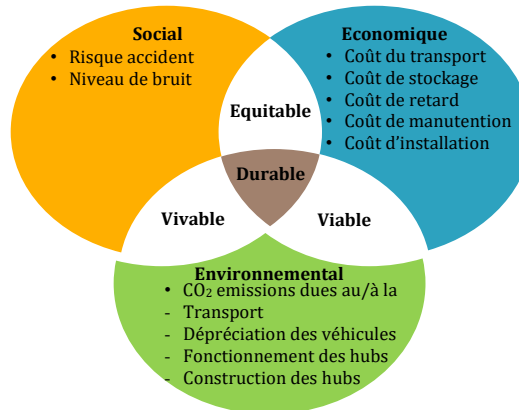 Social
• Risque accident
• Niveau de bruit
Economique
• Coût du transport
• Coût de stockage
• Coût de retard
• Coût de manutention
• Coût d'installation
Equitable
Durable
Vivable
Viable
Environnemental
• CO₂ emissions dues au/à la
- Transport
- Dépréciation des véhicules
- Fonctionnement des hubs
- Construction des hubs